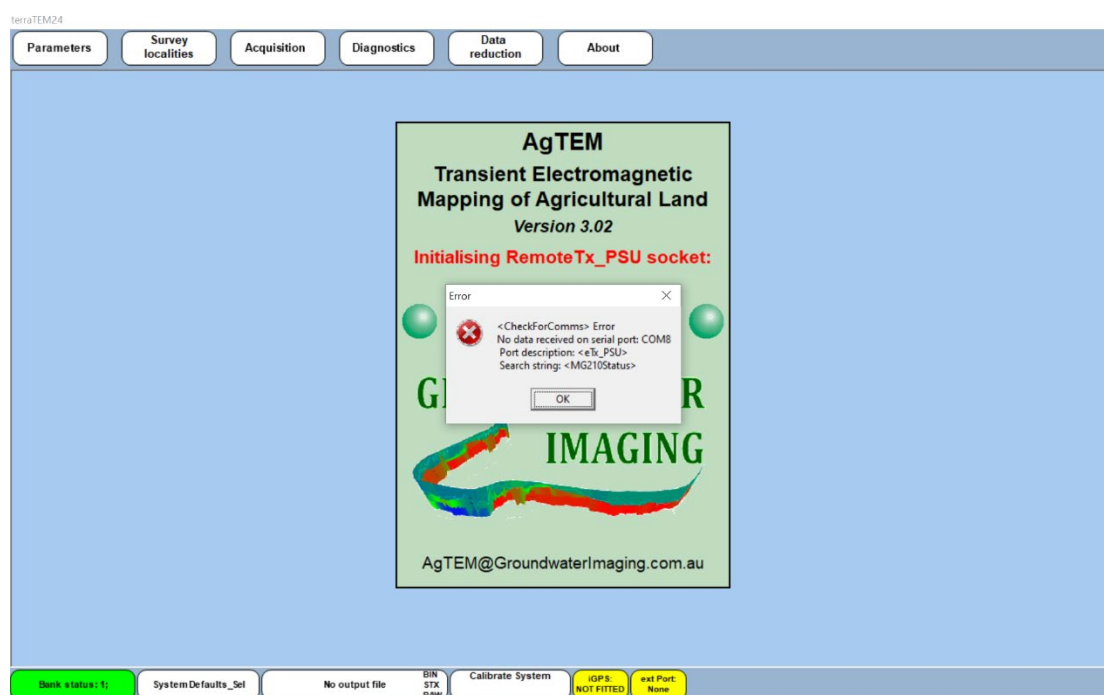 terraTEM24
Parameters
Survey
localities
Acquisition
Diagnostics
Data
reduction
About
AgTEM
Transient Electromagnetic
Mapping of Agricultural Land
Version 3.02
Initialising RemoteTx_PSU socket:
Error
<CheckForComms> Error
No data received on serial port: COM8
Port description: <eTx_PSU>
Search string: <MG210Status>
OK
G R
IMAGING
AgTEM@GroundwaterImaging.com.au
Bank status: 1;
SystemDefaults_Sel
No output file
BIN
STX
RAW
Calibrate System
iGPS:
NOT FITTED
ext Port:
None